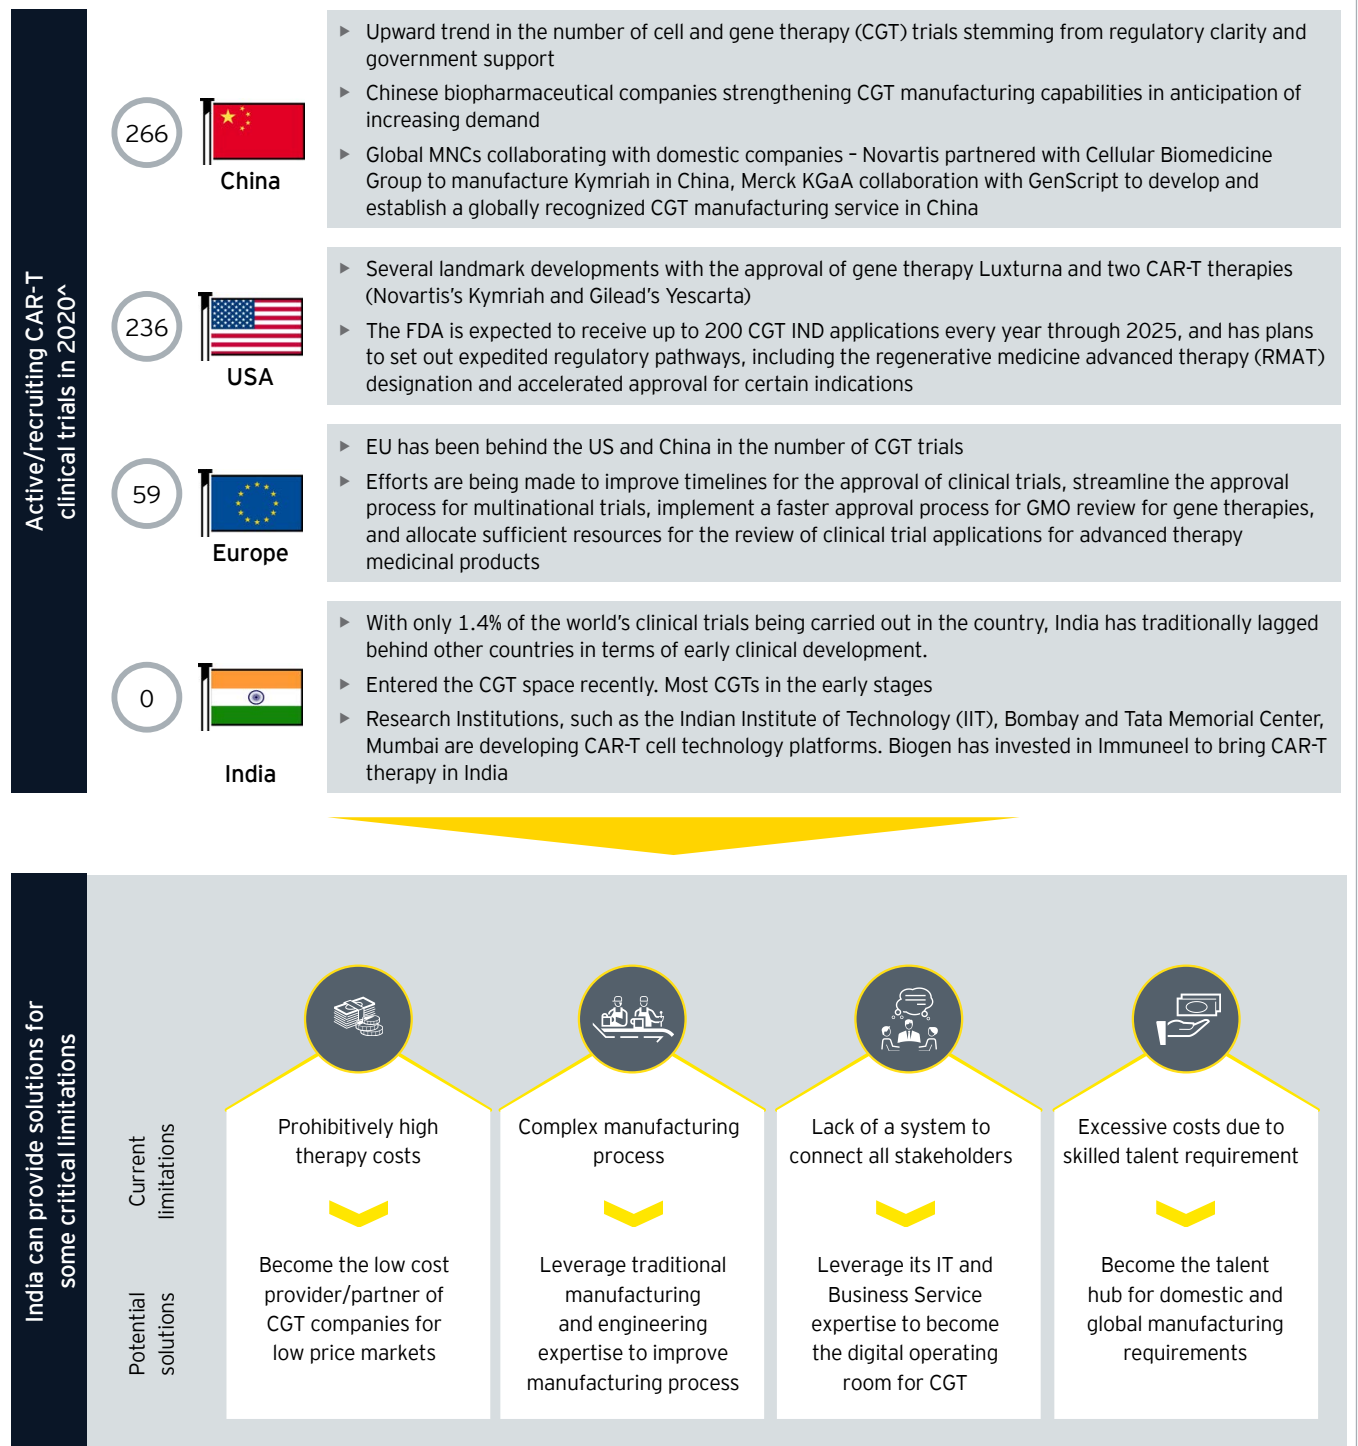 Active/recruiting CAR-T
clinical trials in 2020^
266
China
▸ Upward trend in the number of cell and gene therapy (CGT) trials stemming from regulatory clarity and
government support
▸ Chinese biopharmaceutical companies strengthening CGT manufacturing capabilities in anticipation of
increasing demand
▸ Global MNCs collaborating with domestic companies – Novartis partnered with Cellular Biomedicine
Group to manufacture Kymriah in China, Merck KGaA collaboration with GenScript to develop and
establish a globally recognized CGT manufacturing service in China
236
USA
▸ Several landmark developments with the approval of gene therapy Luxturna and two CAR-T therapies
(Novartis’s Kymriah and Gilead’s Yescarta)
▸ The FDA is expected to receive up to 200 CGT IND applications every year through 2025, and has plans
to set out expedited regulatory pathways, including the regenerative medicine advanced therapy (RMAT)
designation and accelerated approval for certain indications
59
Europe
▸ EU has been behind the US and China in the number of CGT trials
▸ Efforts are being made to improve timelines for the approval of clinical trials, streamline the approval
process for multinational trials, implement a faster approval process for GMO review for gene therapies,
and allocate sufficient resources for the review of clinical trial applications for advanced therapy
medicinal products
0
India
▸ With only 1.4% of the world’s clinical trials being carried out in the country, India has traditionally lagged
behind other countries in terms of early clinical development.
▸ Entered the CGT space recently. Most CGTs in the early stages
▸ Research Institutions, such as the Indian Institute of Technology (IIT), Bombay and Tata Memorial Center,
Mumbai are developing CAR-T cell technology platforms. Biogen has invested in Immuneel to bring CAR-T
therapy in India
India can provide solutions for
some critical limitations
Current
limitations
Prohibitively high
therapy costs
Complex manufacturing
process
Lack of a system to
connect all stakeholders
Excessive costs due to
skilled talent requirement
Potential
solutions
Become the low cost
provider/partner of
CGT companies for
low price markets
Leverage traditional
manufacturing
and engineering
expertise to improve
manufacturing process
Leverage its IT and
Business Service
expertise to become
the digital operating
room for CGT
Become the talent
hub for domestic and
global manufacturing
requirements